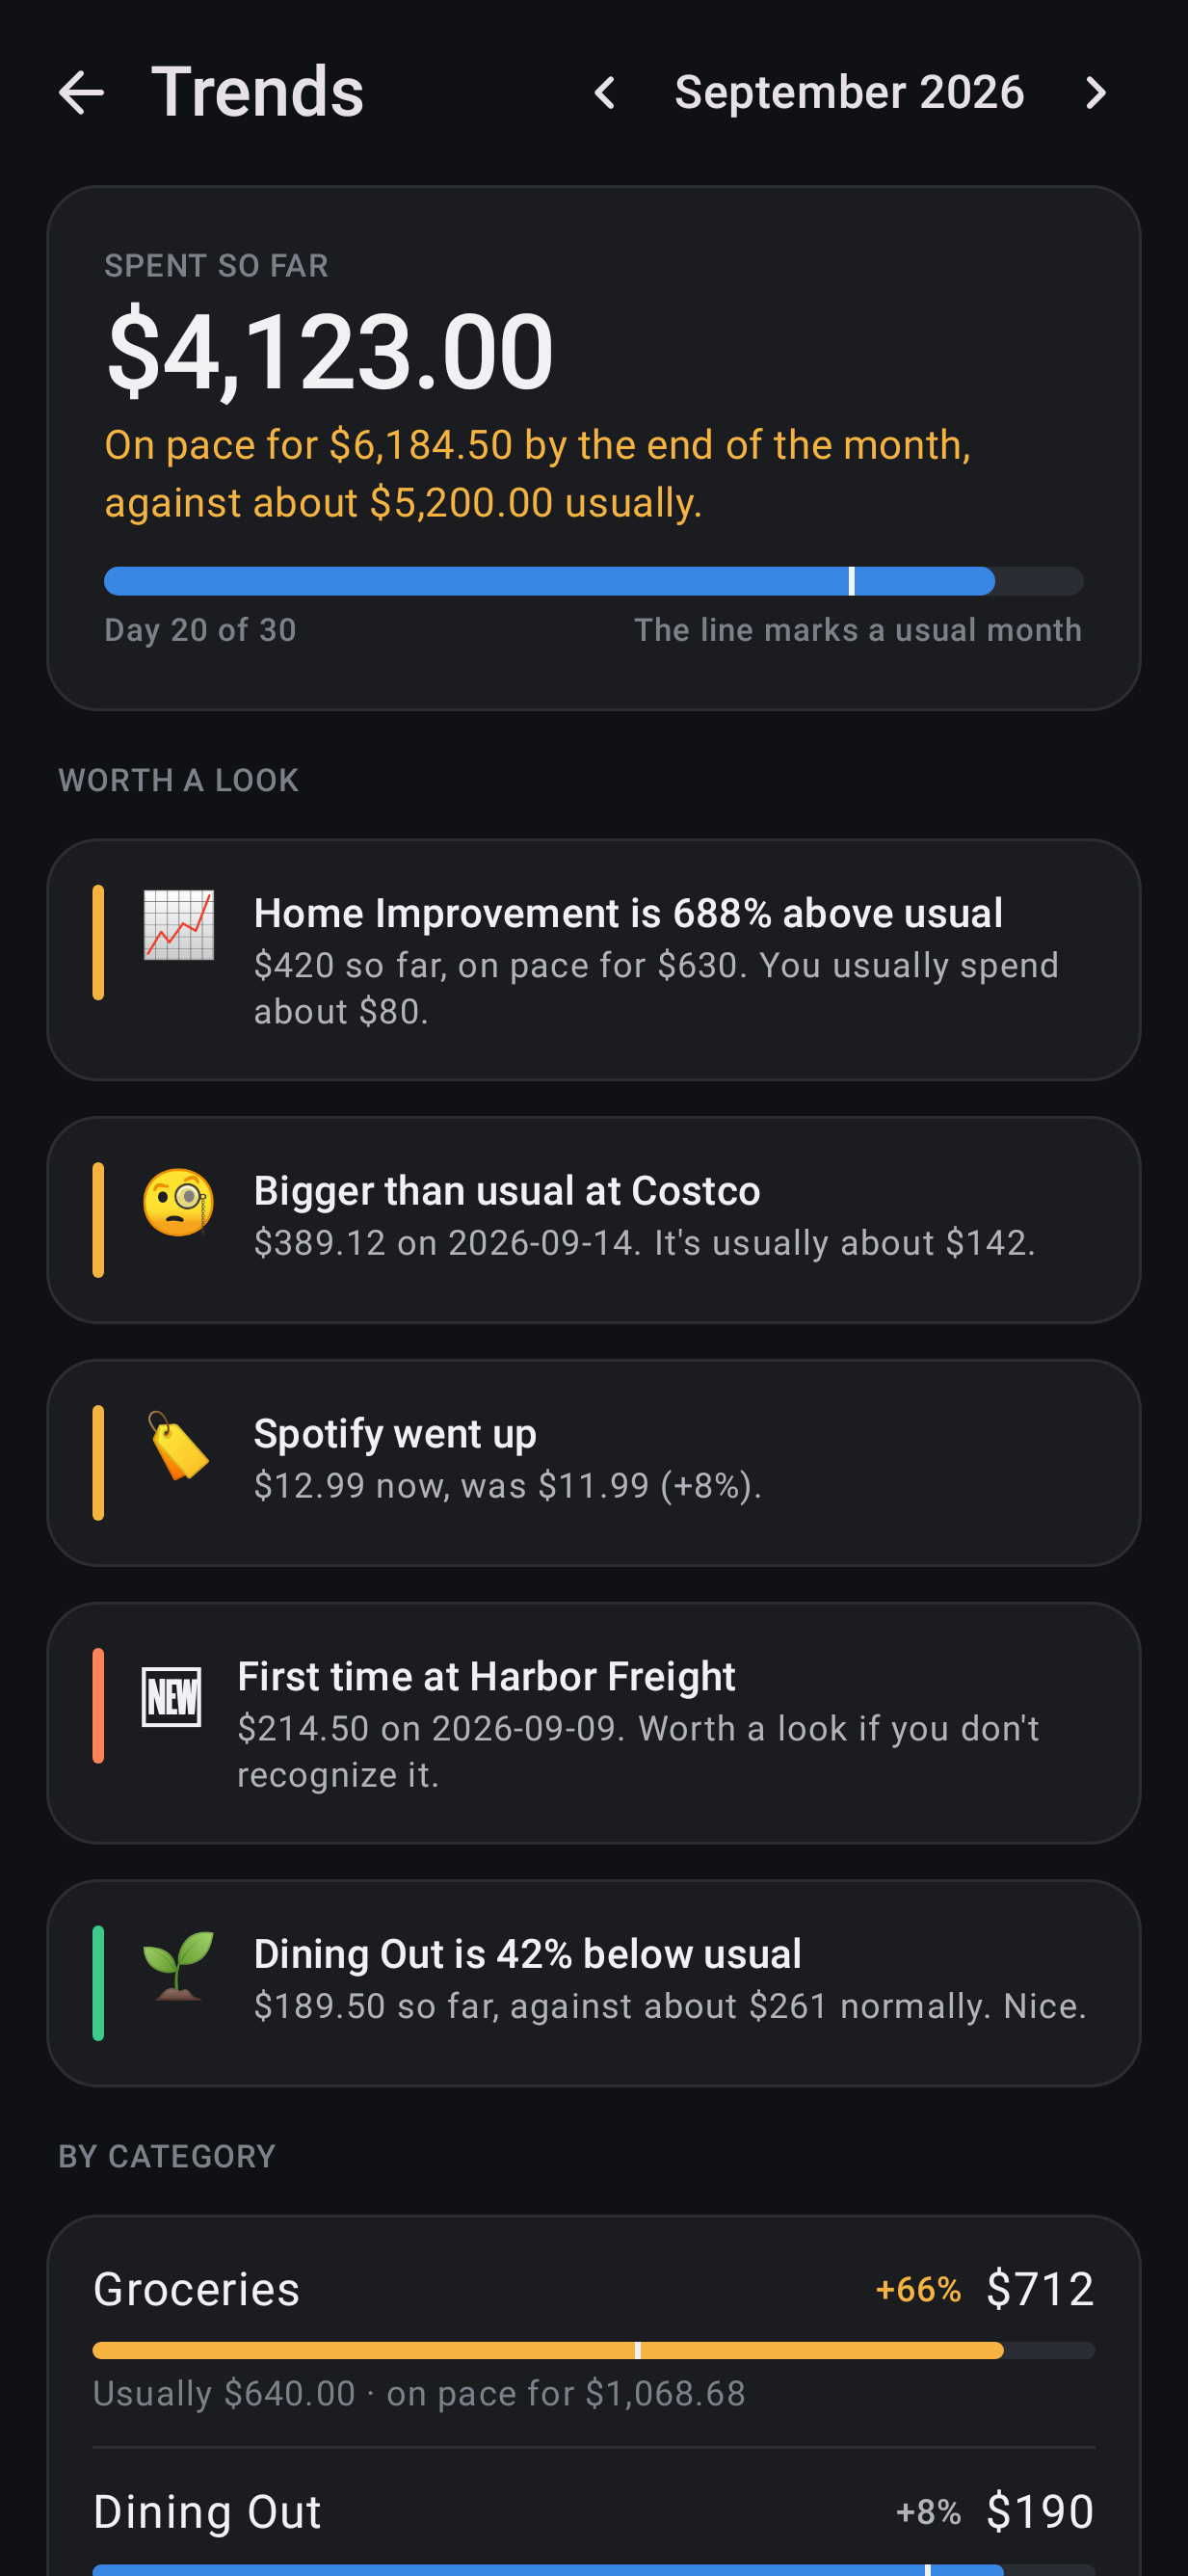 Trends
September 2026
SPENT SO FAR
$4,123.00
On pace for $6,184.50 by the end of the month,
against about $5,200.00 usually.
Day 20 of 30
The line marks a usual month
WORTH A LOOK
Home Improvement is 688% above usual
$420 so far, on pace for $630. You usually spend
about $80.
Bigger than usual at Costco
$389.12 on 2026-09-14. It's usually about $142.
Spotify went up
$12.99 now, was $11.99 (+8%).
NEW
First time at Harbor Freight
$214.50 on 2026-09-09. Worth a look if you don't
recognize it.
Dining Out is 42% below usual
$189.50 so far, against about $261 normally. Nice.
BY CATEGORY
Groceries +66% $712
Usually $640.00 · on pace for $1,068.68
Dining Out +8% $190